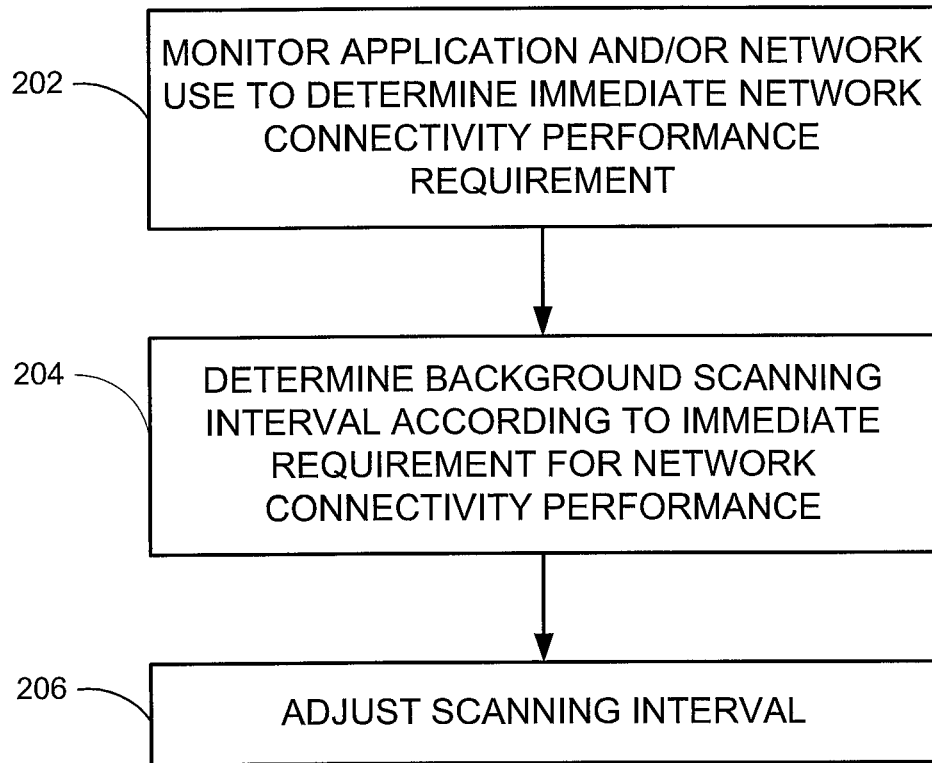 202
MONITOR APPLICATION AND/OR NETWORK
USE TO DETERMINE IMMEDIATE NETWORK
CONNECTIVITY PERFORMANCE
REQUIREMENT
204
DETERMINE BACKGROUND SCANNING
INTERVAL ACCORDING TO IMMEDIATE
REQUIREMENT FOR NETWORK
CONNECTIVITY PERFORMANCE
206
ADJUST SCANNING INTERVAL